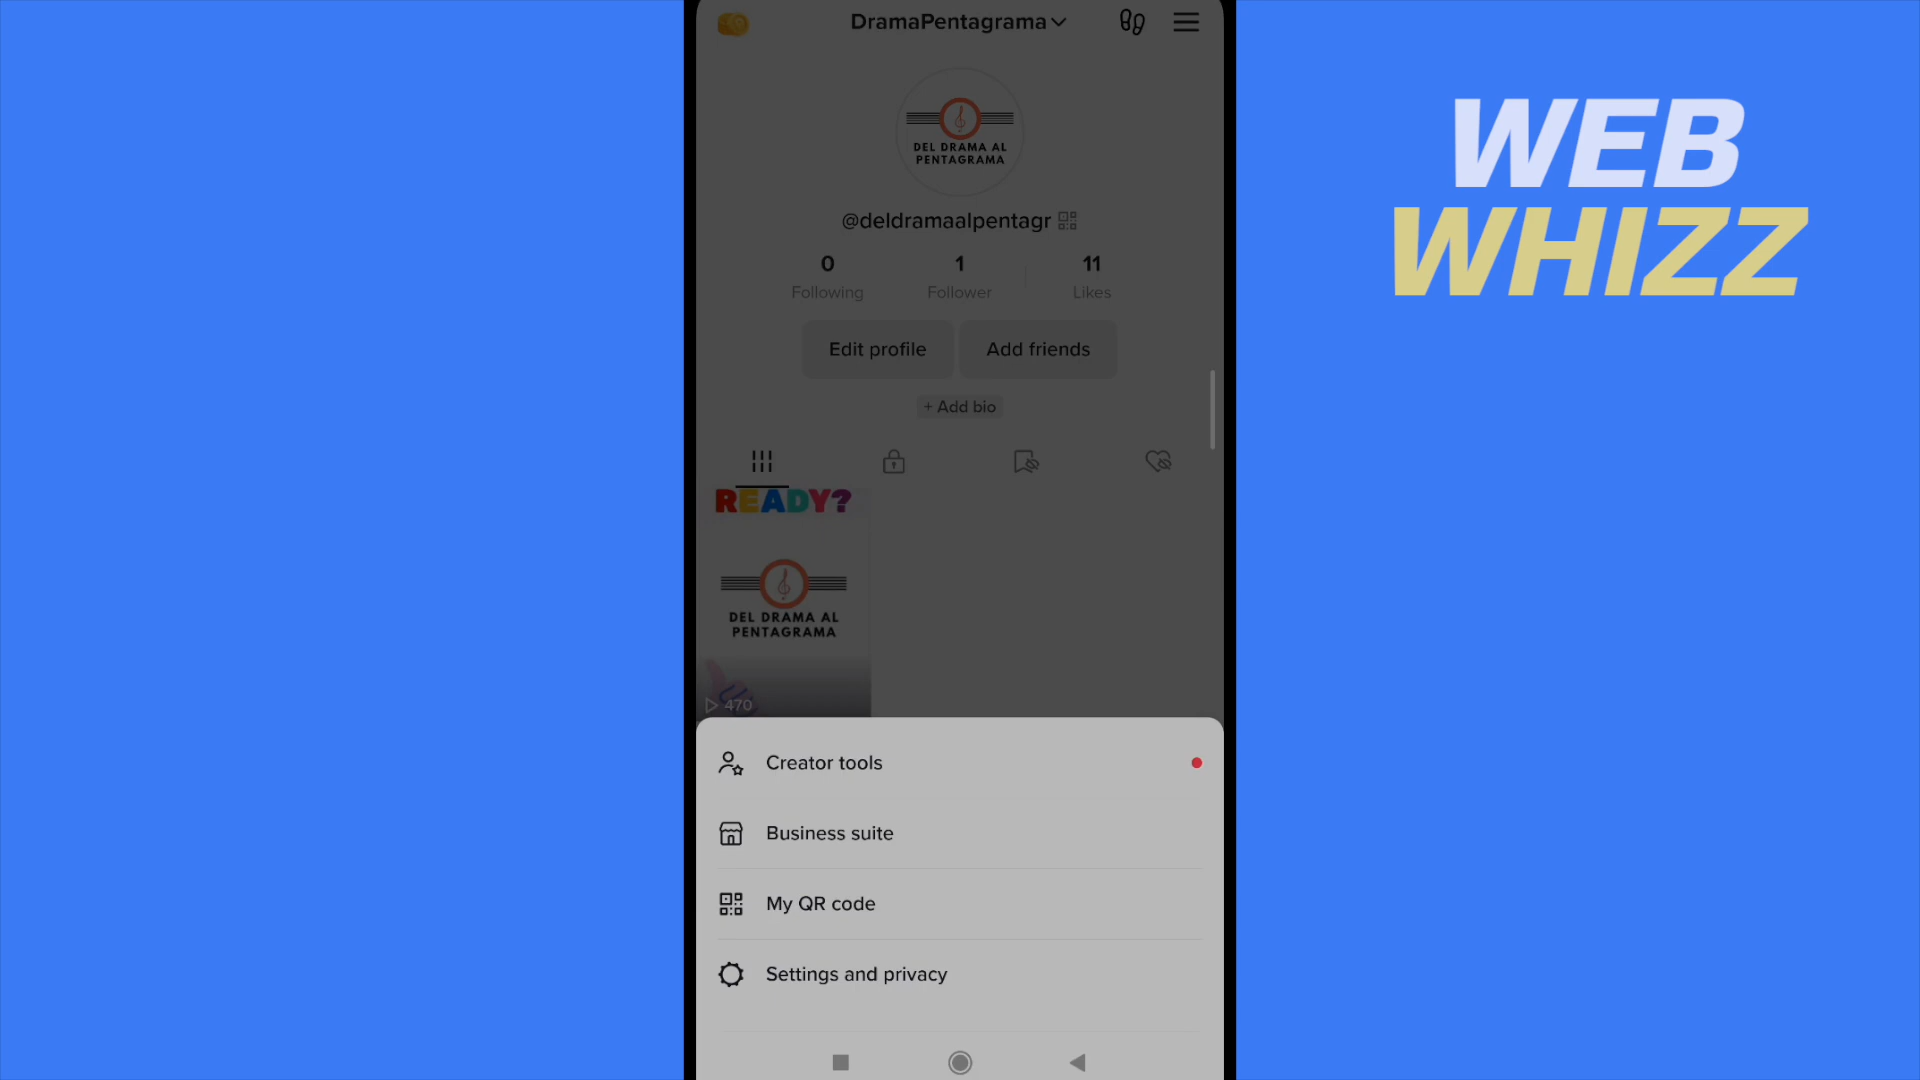 DramaPentagrama
WEB
WHIZZ
DEL DRAMA AL
PENTAGRAMA
@deldramaalpentagr
0
1
11
Following
Follower
Likes
Edit profile
Add friends
+ Add bio
READY?
DEL DRAMA AL
PENTAGRAMA
470
Creator tools
Business suite
My QR code
Settings and privacy